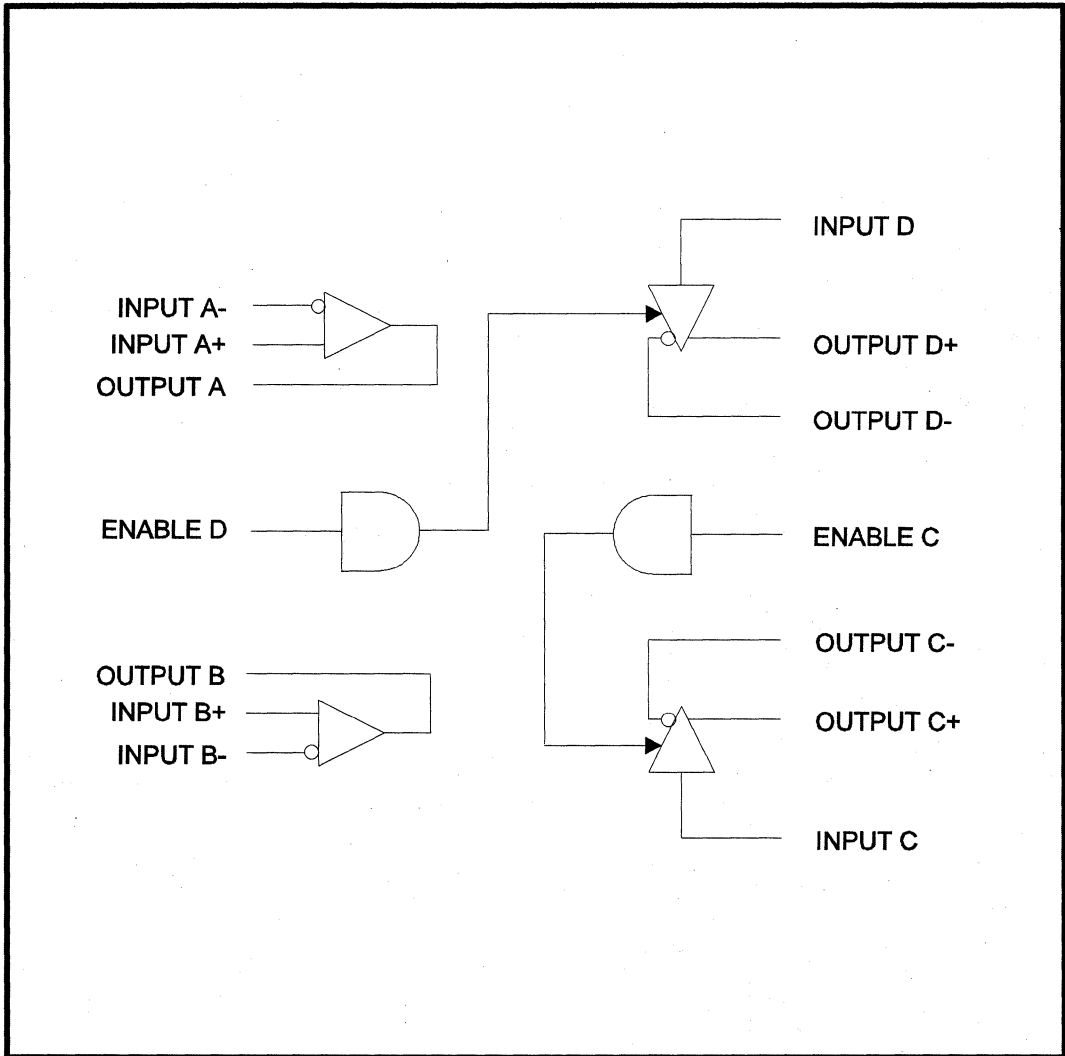 INPUT A-
INPUT A+
OUTPUT A
ENABLE D
OUTPUT B
INPUT B+
INPUT B-
INPUT D
OUTPUT D+
OUTPUT D-
ENABLE C
OUTPUT C-
OUTPUT C+
INPUT C